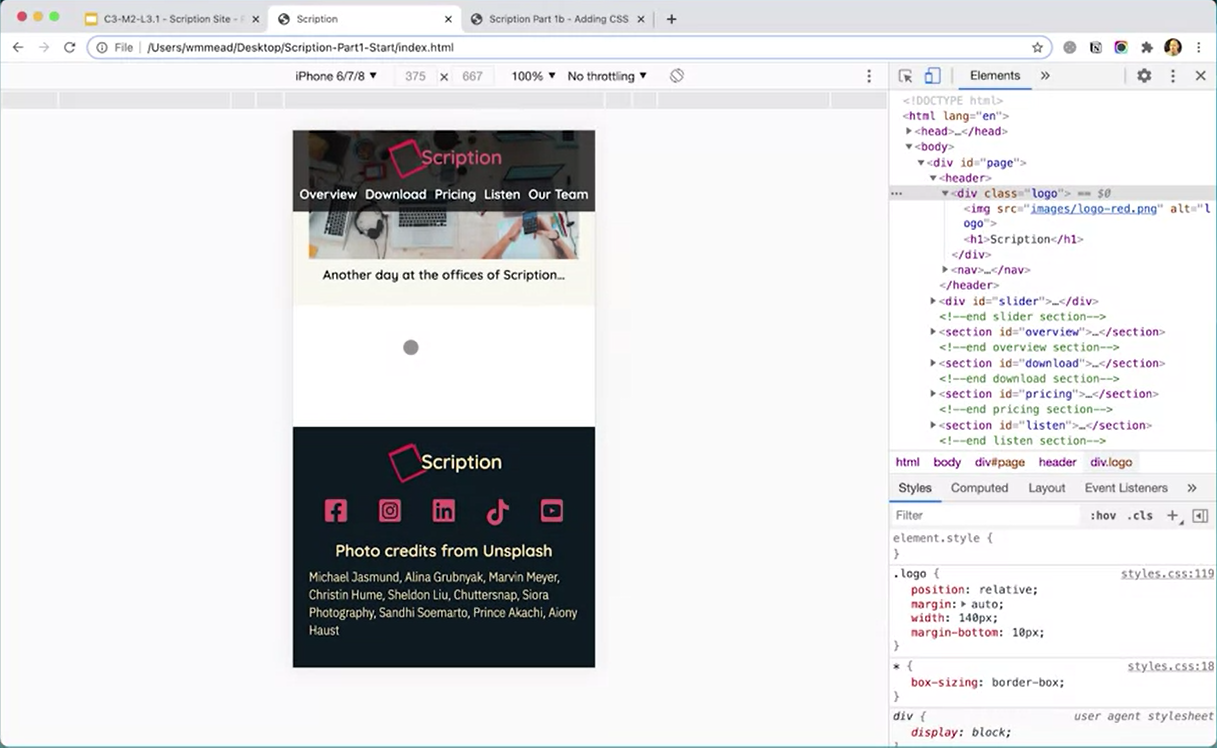 C3-M2-L3.1 - Scription Site -
Scription
Scription Part 1b - Adding CSS
File
/Users/wmmead/Desktop/Scription-Part1-Start/index.html
iPhone 6/7/8 ▼ 375 × 667 100% ▼ No throttling ▼
Elements
Scription
Overview Download Pricing Listen Our Team
Another day at the offices of Scription...
Scription
Photo credits from Unsplash
Michael Jasmund, Alina Grubnyak, Marvin Meyer,
Christin Hume, Sheldon Liu, Chuttersnap, Siora
Photography, Sandhi Soemarto, Prince Akachi, Aiony
Haust
<!DOCTYPE html>
<html lang="en">
▶<head>…</head>
▼<body>
▼<div id="page">
▼<header>
▼<div class="logo"> == $0
<img src="images/logo-red.png" alt="l
ogo">
<h1>Scription</h1>
</div>
▶<nav>…</nav>
</header>
▶<div id="slider">…</div>
<!--end slider section-->
▶<section id="overview">…</section>
<!--end overview section-->
▶<section id="download">…</section>
<!--end download section-->
▶<section id="pricing">…</section>
<!--end pricing section-->
▶<section id="listen">…</section>
<!--end listen section-->
html body div#page header div.logo
Styles Computed Layout Event Listeners
Filter :hov .cls
element.style {
}
.logo { styles.css:119
position: relative;
margin:▶ auto;
width: 140px;
margin-bottom: 10px;
}
* { styles.css:18
box-sizing: border-box;
}
div { user agent stylesheet
display: block;